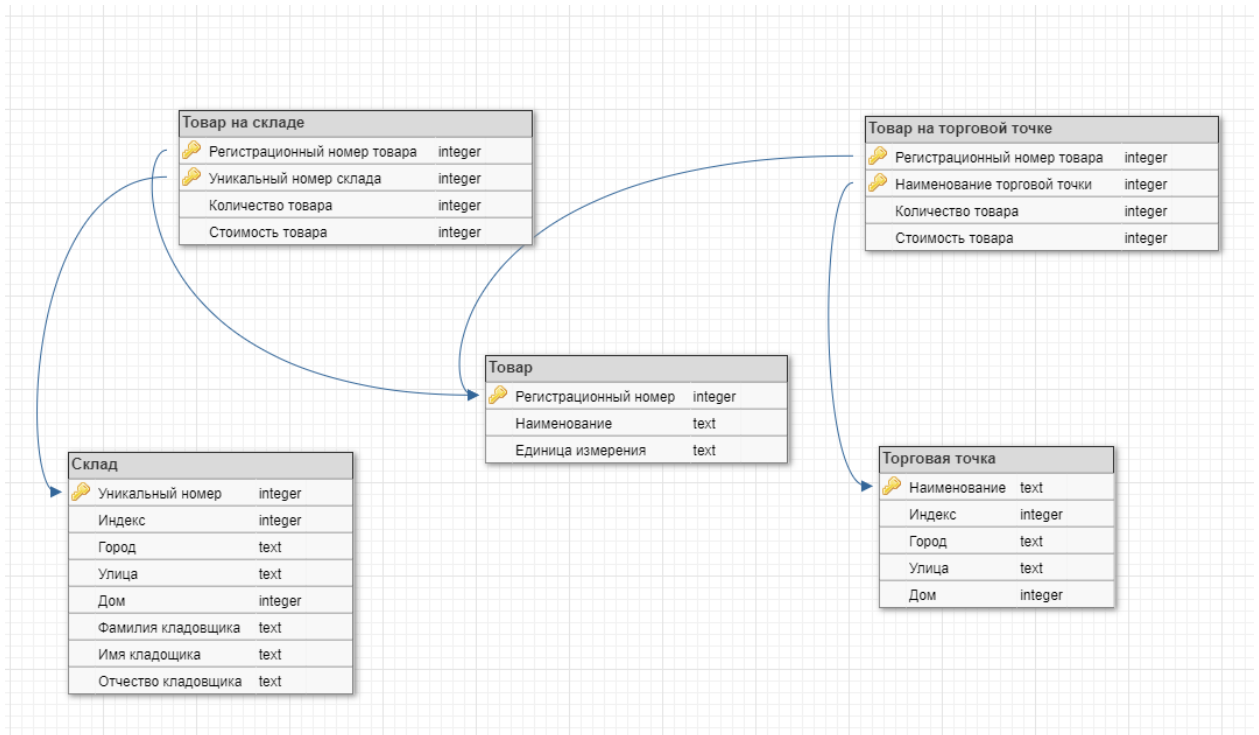 Товар на складе
Регистрационный номер товара integer
Уникальный номер склада integer
Количество товара integer
Стоимость товара integer
Товар на торговой точке
Регистрационный номер товара integer
Наименование торговой точки integer
Количество товара integer
Стоимость товара integer
Товар
Регистрационный номер integer
Наименование text
Единица измерения text
Склад
Уникальный номер integer
Индекс integer
Город text
Улица text
Дом integer
Фамилия кладовщика text
Имя кладощика text
Отчество кладовщика text
Торговая точка
Наименование text
Индекс integer
Город text
Улица text
Дом integer